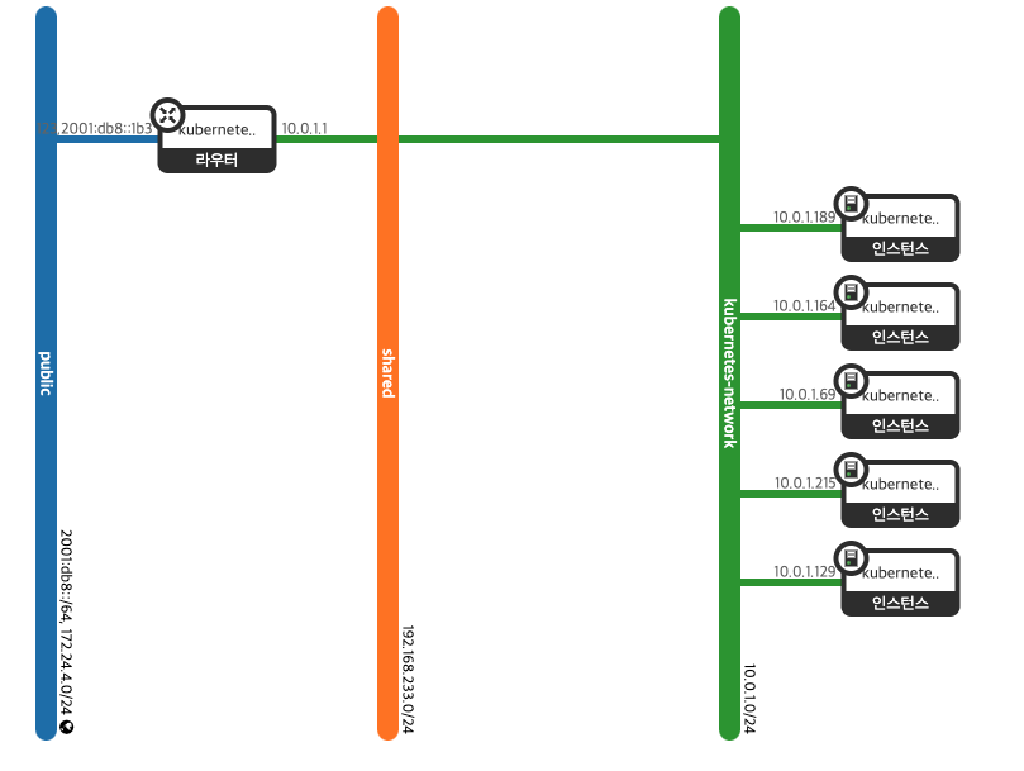 2001:db8::1b3
kubernete..
라우터
10.0.1.1
public
2001:db8::/64, 172.24.4.0/24
shared
192.168.233.0/24
kubernetes-network
10.0.1.0/24
10.0.1.189
kubernete..
인스턴스
10.0.1.164
kubernete..
인스턴스
10.0.1.69
kubernete..
인스턴스
10.0.1.215
kubernete..
인스턴스
10.0.1.129
kubernete..
인스턴스